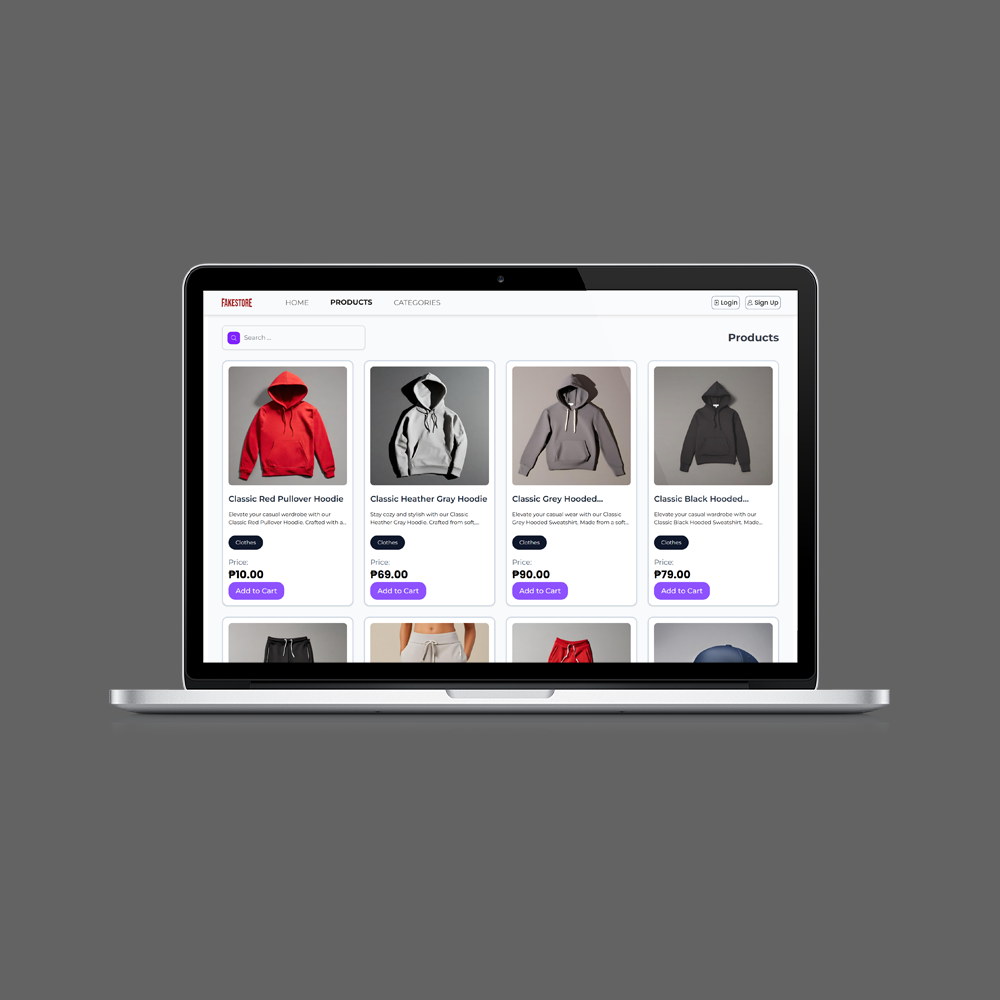 FAKESTORE
HOME
PRODUCTS
CATEGORIES
Login
Sign Up
Search ...
Products
Classic Red Pullover Hoodie
Elevate your casual wardrobe with our
Classic Red Pullover Hoodie. Crafted with a...
Clothes
Price:
₱10.00
Add to Cart
Classic Heather Gray Hoodie
Stay cozy and stylish with our Classic
Heather Gray Hoodie. Crafted from soft,...
Clothes
Price:
₱69.00
Add to Cart
Classic Grey Hooded...
Elevate your casual wear with our Classic
Grey Hooded Sweatshirt. Made from a soft...
Clothes
Price:
₱90.00
Add to Cart
Classic Black Hooded...
Elevate your casual wardrobe with our
Classic Black Hooded Sweatshirt. Made...
Clothes
Price:
₱79.00
Add to Cart